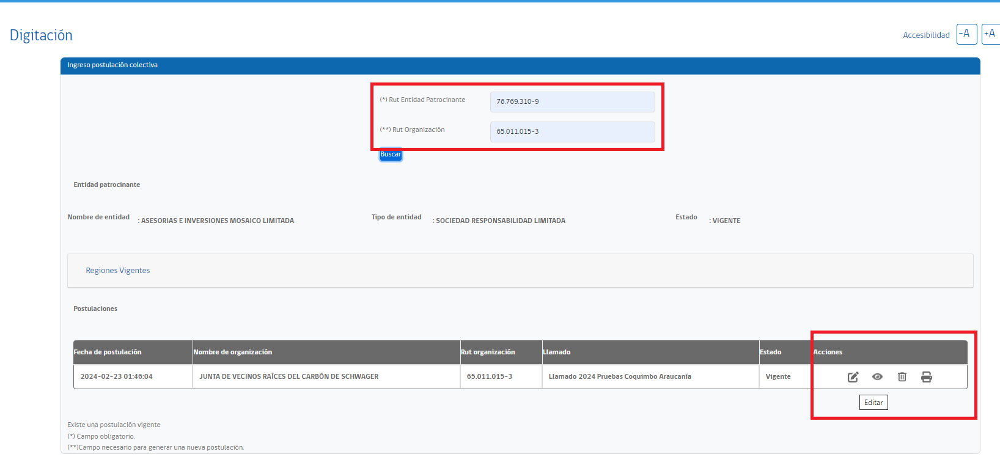 Digitación
Accesibilidad -A +A
Ingreso postulación colectiva
(*) Rut Entidad Patrocinante 76.769.310-9
(**) Rut Organización 65.011.015-3
Buscar
Entidad patrocinante
Nombre de entidad : ASESORIAS E INVERSIONES MOSAICO LIMITADA Tipo de entidad : SOCIEDAD RESPONSABILIDAD LIMITADA Estado : VIGENTE
Regiones Vigentes
Postulaciones
Fecha de postulación Nombre de organización Rut organización Llamado Estado Acciones
2024-02-23 01:46:04 JUNTA DE VECINOS RAÍCES DEL CARBÓN DE SCHWAGER 65.011.015-3 Llamado 2024 Pruebas Coquimbo Araucanía Vigente
Editar
Existe una postulación vigente
(*) Campo obligatorio.
(**)Campo necesario para generar una nueva postulación.